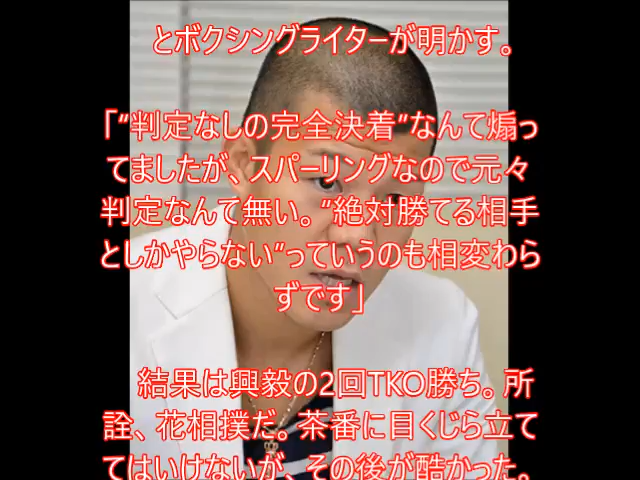 とボクシングライターが明かす。
「“判定なしの完全決着”なんて煽っ
てましたが、スパーリングなので元々
判定なんて無い。“絶対勝てる相手
としかやらない”っていうのも相変わら
ずです」
結果は興毅の2回TKO勝ち。所
詮、花相撲だ。茶番に目くじら立て
てはいけないが、その後が酷かった。